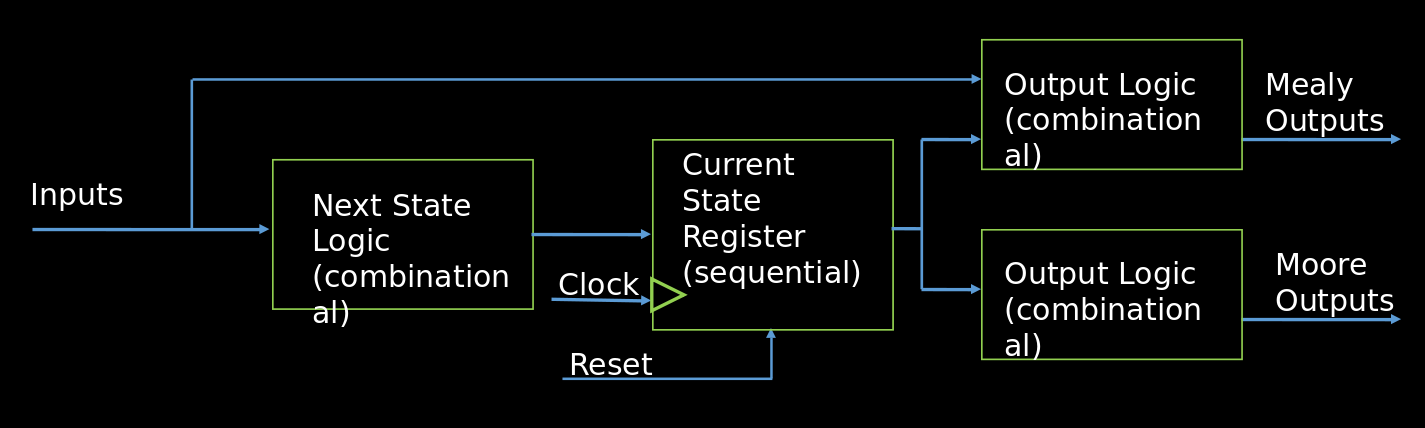 Inputs
Next State
Logic
(combination
al)
Clock
Reset
Current
State
Register
(sequential)
Output Logic
(combination
al)
Mealy
Outputs
Output Logic
(combination
al)
Moore
Outputs